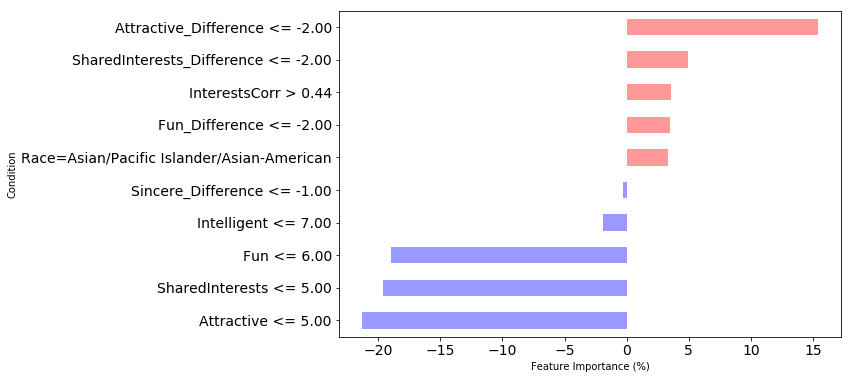 Attractive_Difference <= -2.00
SharedInterests_Difference <= -2.00
InterestsCorr > 0.44
Fun_Difference <= -2.00
Race=Asian/Pacific Islander/Asian-American
Sincere_Difference <= -1.00
Intelligent <= 7.00
Fun <= 6.00
SharedInterests <= 5.00
Attractive <= 5.00
Condition
−20 −15 −10 −5 0 5 10 15
Feature Importance (%)